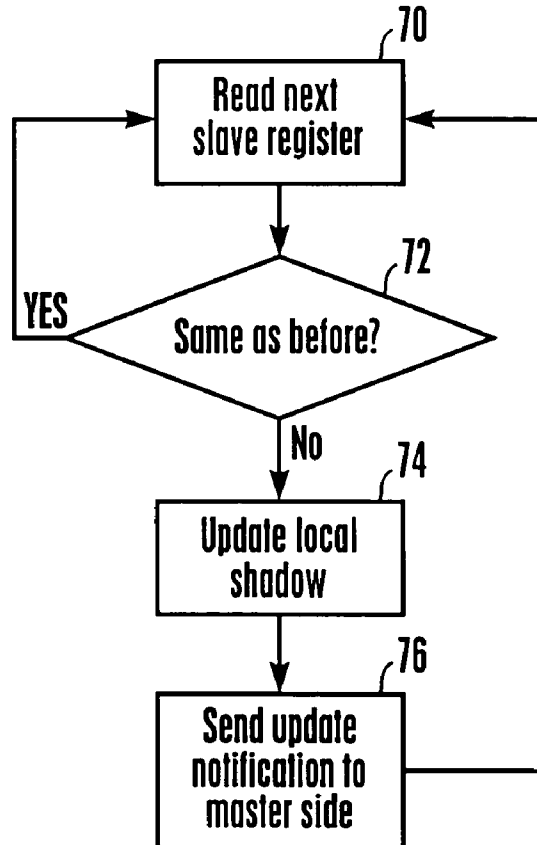 70
Read next
slave register
72
YES
Same as before?
No
74
Update local
shadow
76
Send update
notification to
master side